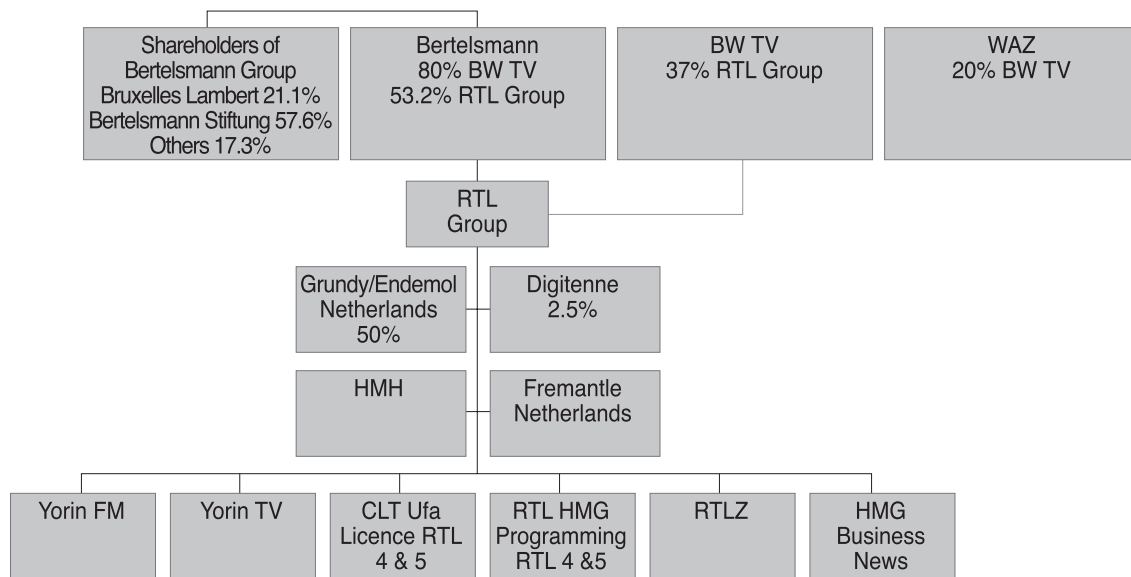 Shareholders of
Bertelsmann Group
Bruxelles Lambert 21.1%
Bertelsmann Stiftung 57.6%
Others 17.3%
Bertelsmann
80% BW TV
53.2% RTL Group
BW TV
37% RTL Group
WAZ
20% BW TV
RTL
Group
Grundy/Endemol
Netherlands
50%
Digitenne
2.5%
HMH
Fremantle
Netherlands
Yorin FM
Yorin TV
CLT Ufa
Licence RTL
4 & 5
RTL HMG
Programming
RTL 4 &5
RTLZ
HMG
Business
News